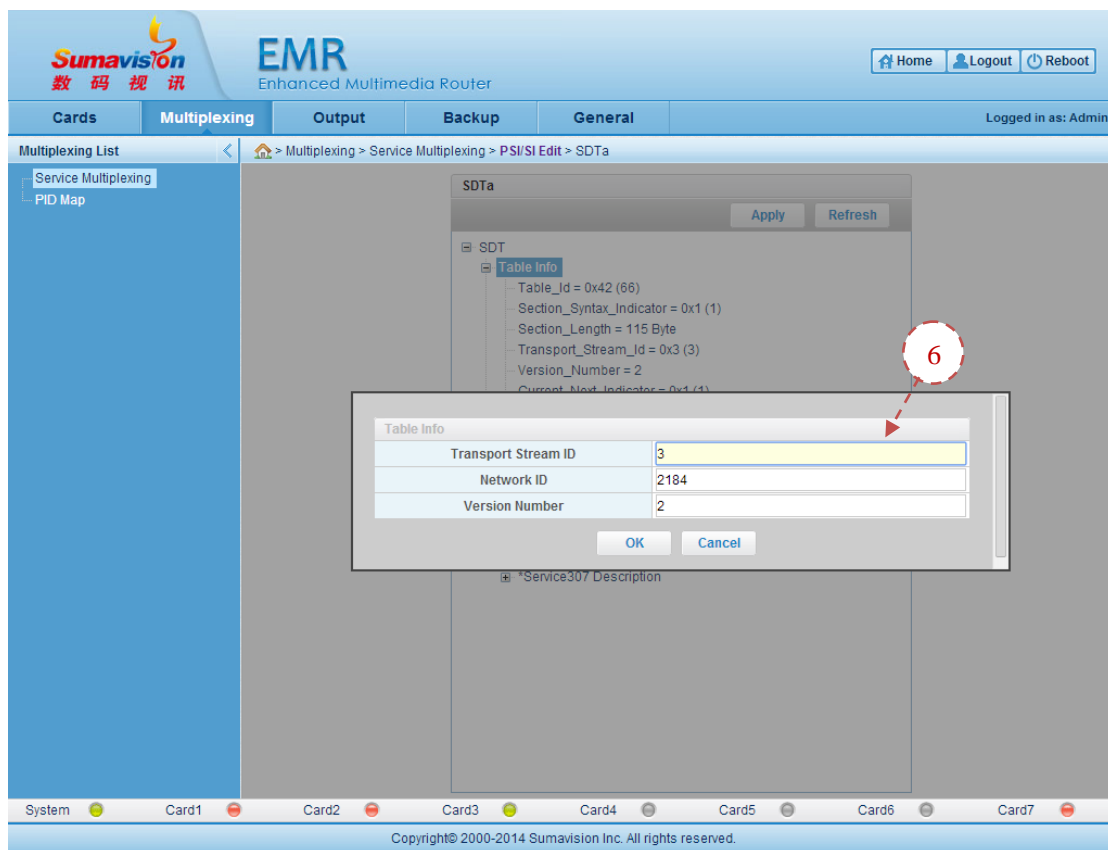 Sumavision
数 码 视 讯
EMR
Enhanced Multimedia Router
Home Logout Reboot
Cards Multiplexing Output Backup General Logged in as: Admin
Multiplexing List
> Multiplexing > Service Multiplexing > PSI/SI Edit > SDTa
Service Multiplexing
PID Map
SDTa
Apply Refresh
SDT
Table Info
Table_Id = 0x42 (66)
Section_Syntax_Indicator = 0x1 (1)
Section_Length = 115 Byte
Transport_Stream_Id = 0x3 (3)
Version_Number = 2
Current_Next_Indicator = 0x1 (1)
6
Table Info
Transport Stream ID 3
Network ID 2184
Version Number 2
OK Cancel
*Service307 Description
System Card1 Card2 Card3 Card4 Card5 Card6 Card7
Copyright© 2000-2014 Sumavision Inc. All rights reserved.